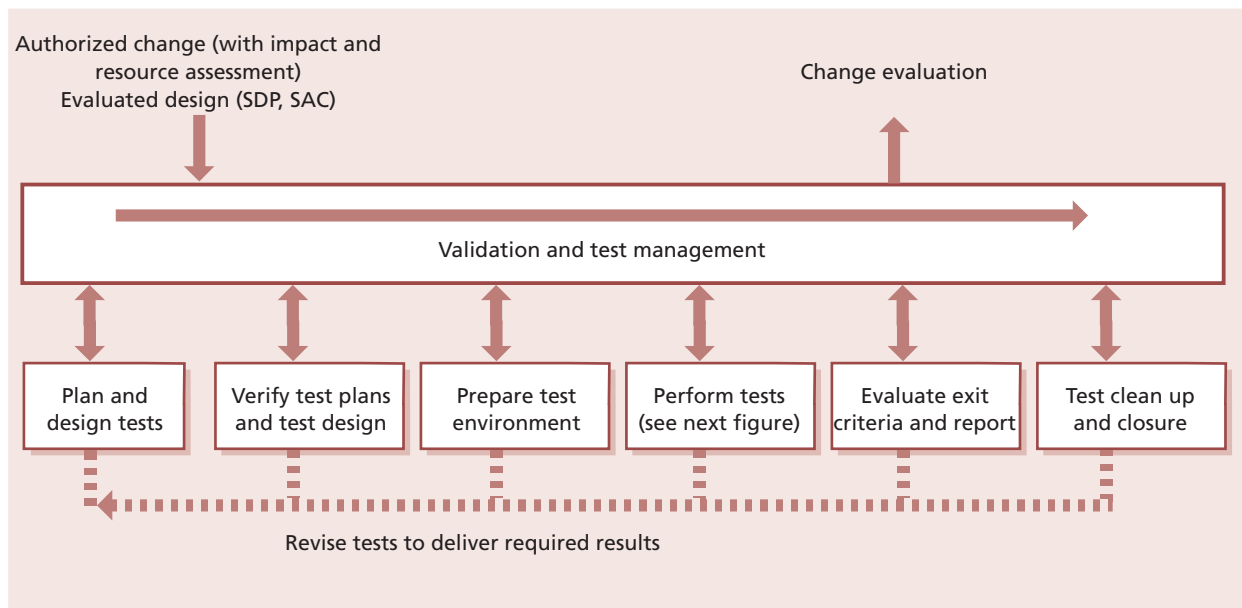 Authorized change (with impact and
resource assessment)
Evaluated design (SDP, SAC)
Change evaluation
Validation and test management
Plan and
design tests
Verify test plans
and test design
Prepare test
environment
Perform tests
(see next figure)
Evaluate exit
criteria and report
Test clean up
and closure
Revise tests to deliver required results